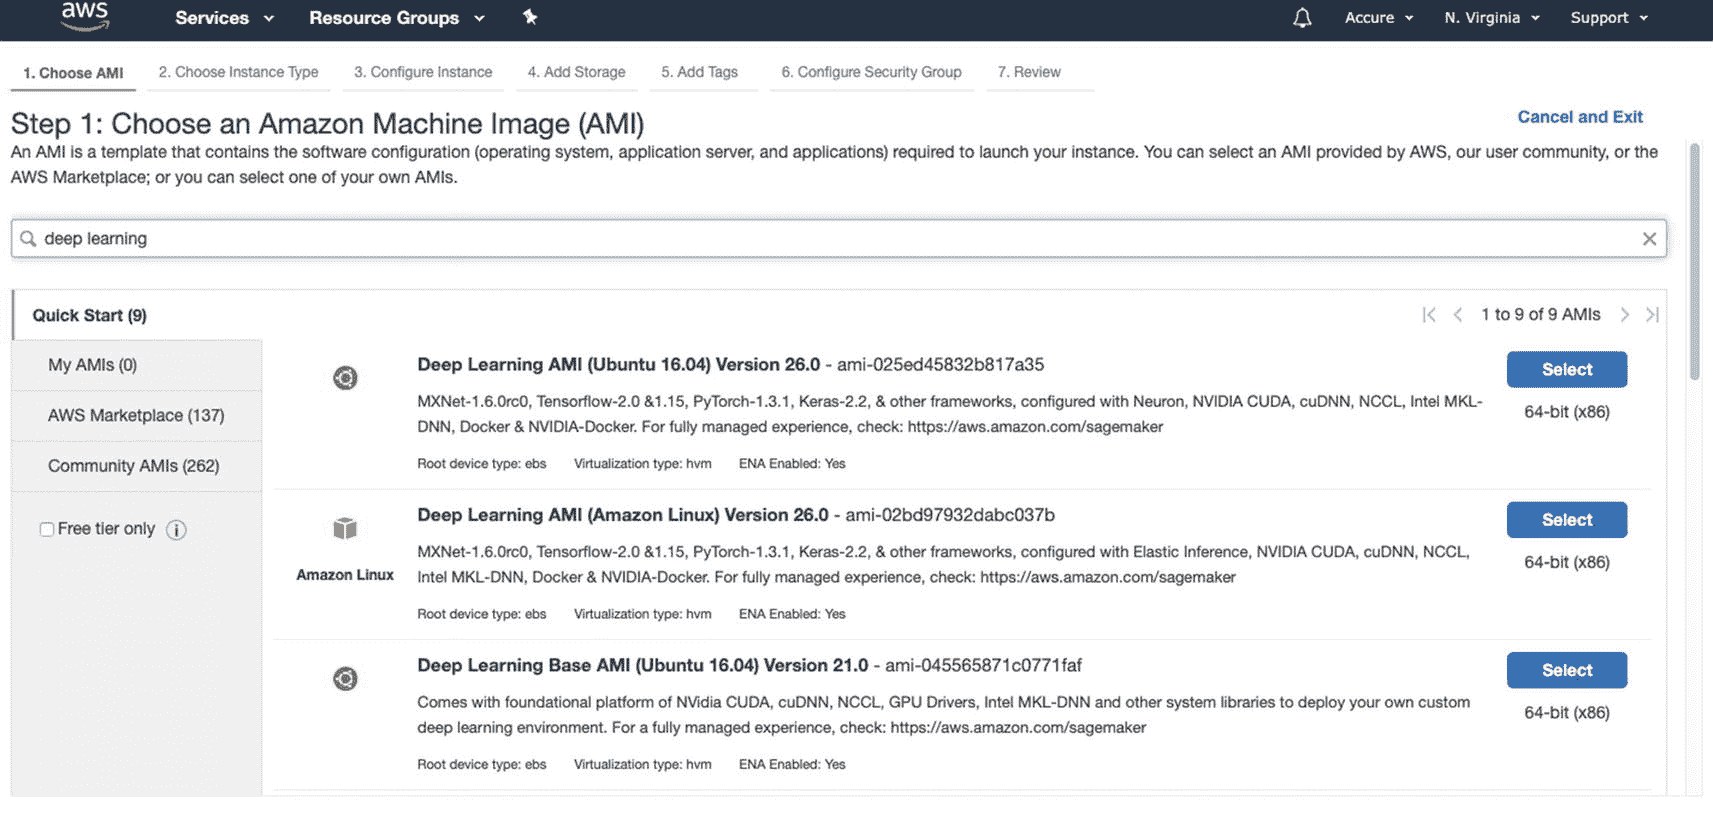 aws Services Resource Groups Accure N. Virginia Support
1. Choose AMI 2. Choose Instance Type 3. Configure Instance 4. Add Storage 5. Add Tags 6. Configure Security Group 7. Review
Step 1: Choose an Amazon Machine Image (AMI)
Cancel and Exit
An AMI is a template that contains the software configuration (operating system, application server, and applications) required to launch your instance. You can select an AMI provided by AWS, our user community, or the
AWS Marketplace; or you can select one of your own AMIs.
deep learning
Quick Start (9)
1 to 9 of 9 AMIs
My AMIs (0)
AWS Marketplace (137)
Community AMIs (262)
Free tier only
Deep Learning AMI (Ubuntu 16.04) Version 26.0 - ami-025ed45832b817a35
Select
MXNet-1.6.0rc0, Tensorflow-2.0 &1.15, PyTorch-1.3.1, Keras-2.2, & other frameworks, configured with Neuron, NVIDIA CUDA, cuDNN, NCCL, Intel MKL-
DNN, Docker & NVIDIA-Docker. For fully managed experience, check: https://aws.amazon.com/sagemaker
64-bit (x86)
Root device type: ebs Virtualization type: hvm ENA Enabled: Yes
Amazon Linux
Deep Learning AMI (Amazon Linux) Version 26.0 - ami-02bd97932dabc037b
Select
MXNet-1.6.0rc0, Tensorflow-2.0 &1.15, PyTorch-1.3.1, Keras-2.2, & other frameworks, configured with Elastic Inference, NVIDIA CUDA, cuDNN, NCCL,
Intel MKL-DNN, Docker & NVIDIA-Docker. For fully managed experience, check: https://aws.amazon.com/sagemaker
64-bit (x86)
Root device type: ebs Virtualization type: hvm ENA Enabled: Yes
Deep Learning Base AMI (Ubuntu 16.04) Version 21.0 - ami-045565871c0771faf
Select
Comes with foundational platform of NVidia CUDA, cuDNN, NCCL, GPU Drivers, Intel MKL-DNN and other system libraries to deploy your own custom
deep learning environment. For a fully managed experience, check: https://aws.amazon.com/sagemaker
64-bit (x86)
Root device type: ebs Virtualization type: hvm ENA Enabled: Yes